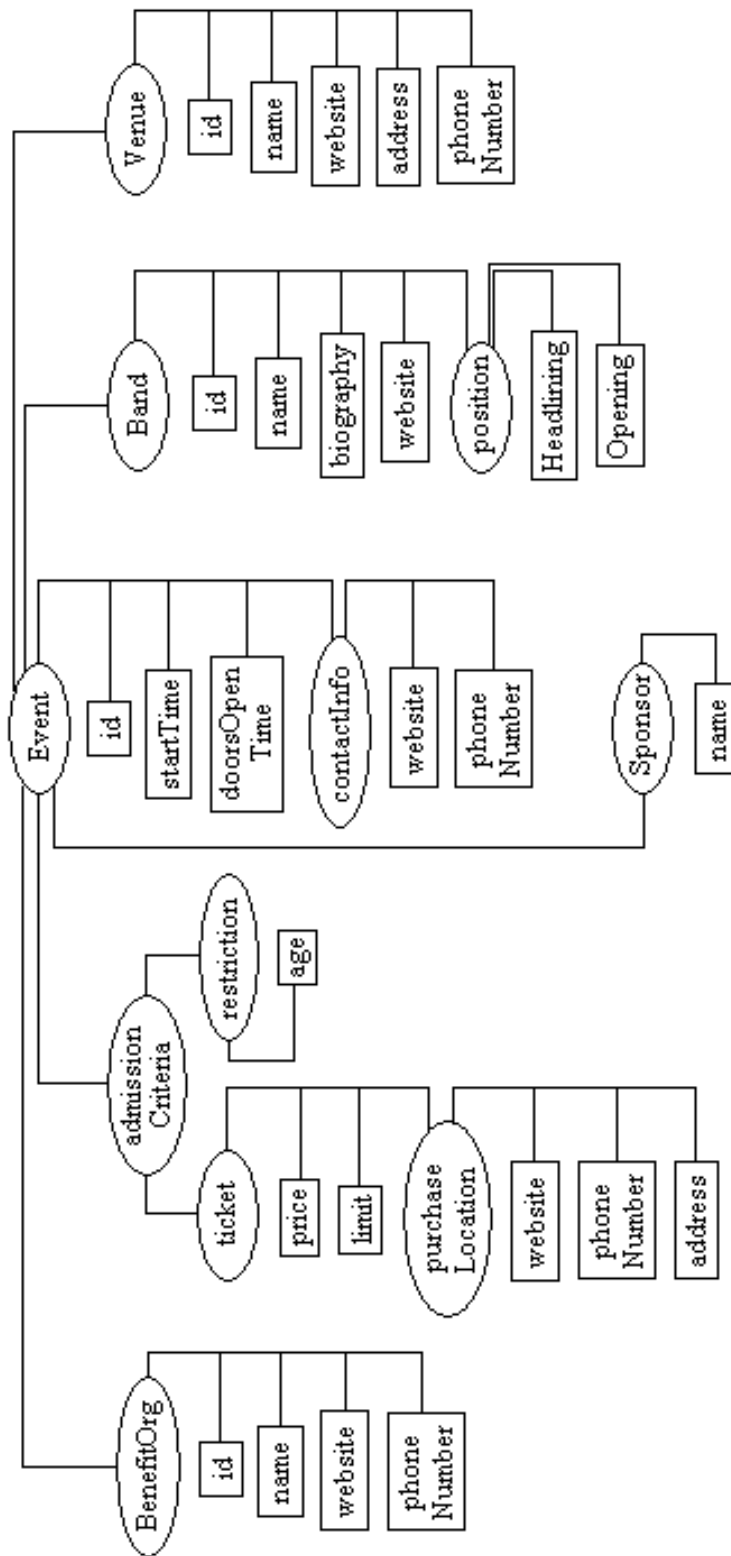 Event
BenefitOrg
id
name
website
phone
Number
admission
Criteria
ticket
price
limit
purchase
Location
website
phone
Number
address
restriction
age
id
startTime
doorsOpen
Time
contactInfo
website
phone
Number
Sponsor
name
Band
id
name
biography
website
position
Headlining
Opening
Venue
id
name
website
address
phone
Number